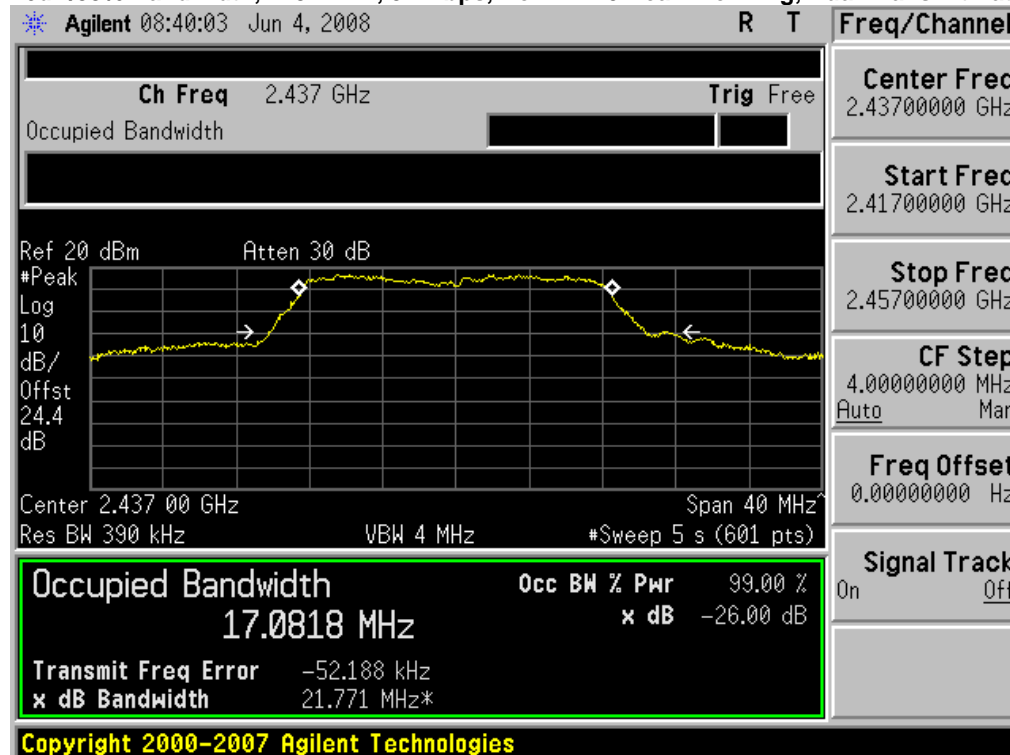 Agilent 08:40:03 Jun 4, 2008 R T Freq/Channel
Ch Freq 2.437 GHz Trig Free
Occupied Bandwidth
Center Freq
2.43700000 GHz
Start Freq
2.41700000 GHz
Stop Freq
2.45700000 GHz
CF Step
4.00000000 MHz
Auto Man
Freq Offset
0.00000000 Hz
Signal Track
On Off
Ref 20 dBm Atten 30 dB
#Peak
Log
10
dB/
Offst
24.4
dB
Center 2.437 00 GHz Span 40 MHz^
Res BW 390 kHz VBW 4 MHz #Sweep 5 s (601 pts)
Occupied Bandwidth Occ BW % Pwr 99.00 %
17.0818 MHz x dB -26.00 dB
Transmit Freq Error -52.188 kHz
x dB Bandwidth 21.771 MHz*
Copyright 2000-2007 Agilent Technologies